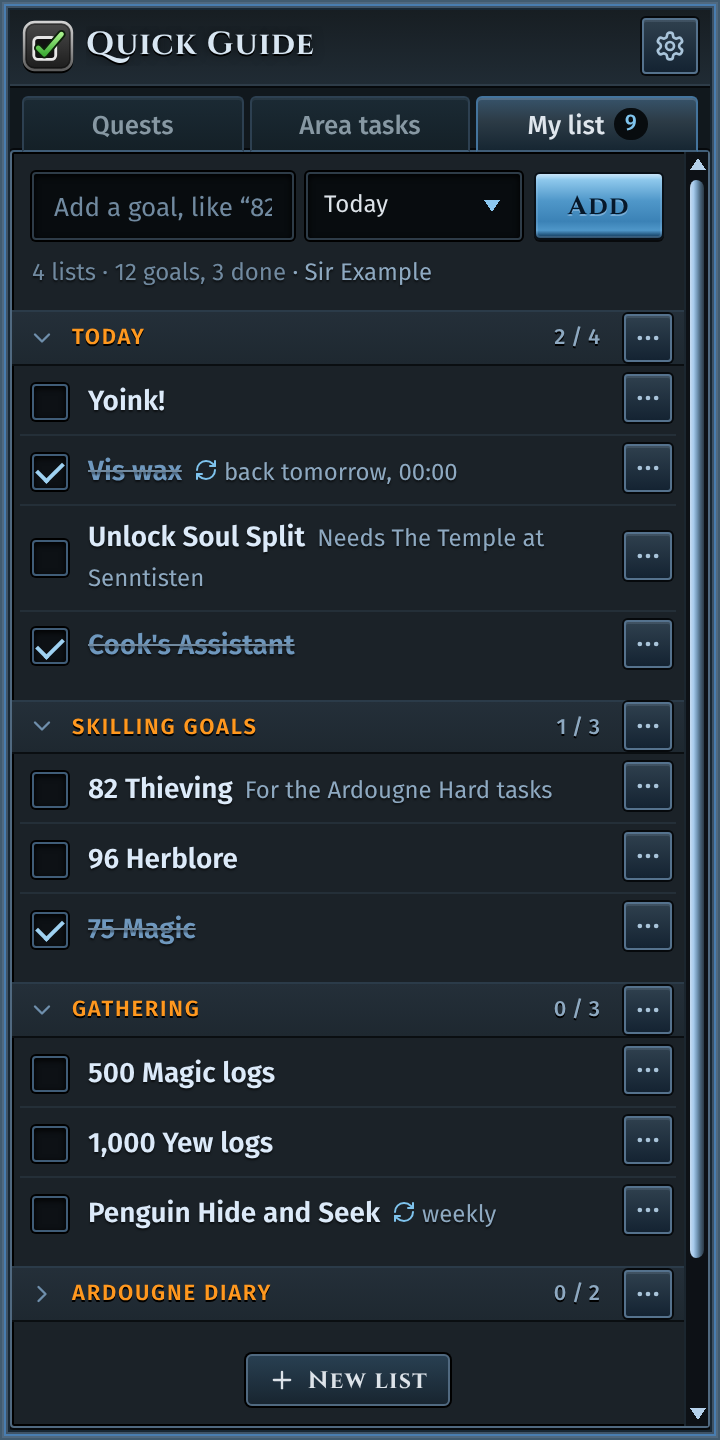 Quick Guide
Quests
Area tasks
My list 9
Add a goal, like “82
Today
Add
4 lists · 12 goals, 3 done · Sir Example
TODAY 2 / 4
Yoink!
Vis wax back tomorrow, 00:00
Unlock Soul Split Needs The Temple at
Senntisten
Cook's Assistant
SKILLING GOALS 1 / 3
82 Thieving For the Ardougne Hard tasks
96 Herblore
75 Magic
GATHERING 0 / 3
500 Magic logs
1,000 Yew logs
Penguin Hide and Seek weekly
ARDOUGNE DIARY 0 / 2
+ New list